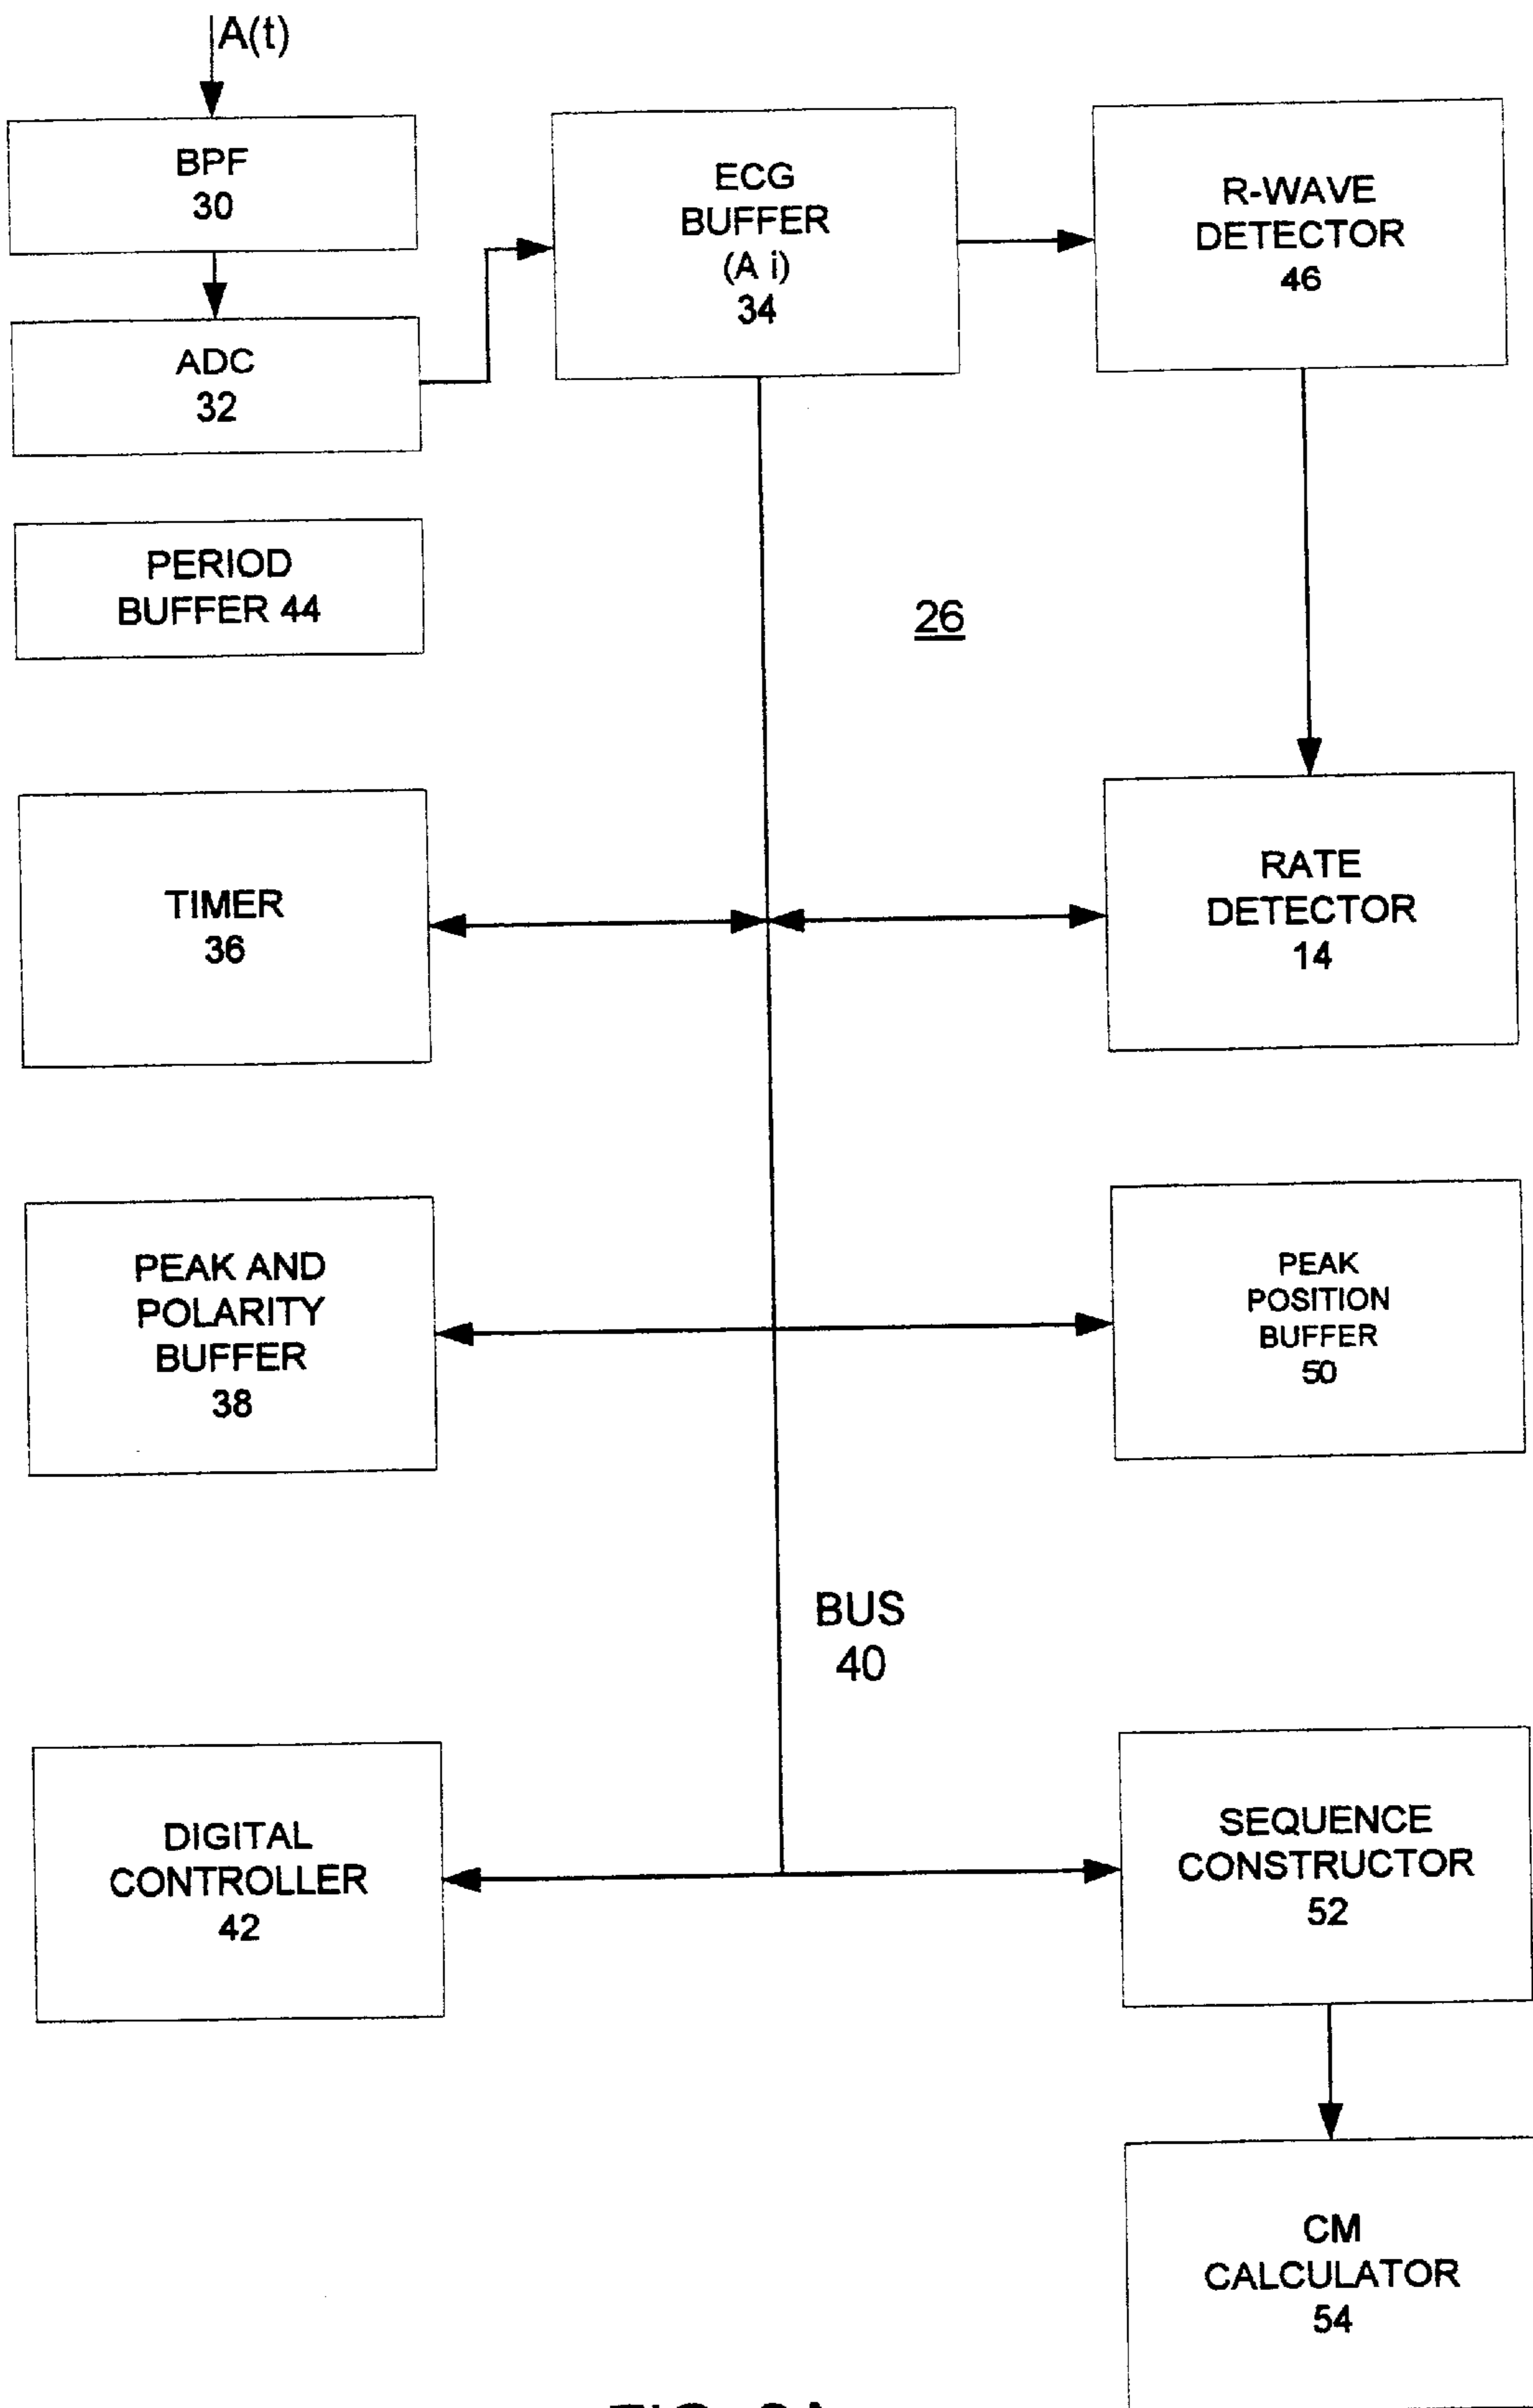 A(t)
BPF
30
ADC
32
ECG
BUFFER
(A i)
34
R-WAVE
DETECTOR
46
PERIOD
BUFFER 44
26
TIMER
36
RATE
DETECTOR
14
PEAK AND
POLARITY
BUFFER
38
PEAK
POSITION
BUFFER
50
BUS
40
DIGITAL
CONTROLLER
42
SEQUENCE
CONSTRUCTOR
52
CM
CALCULATOR
54